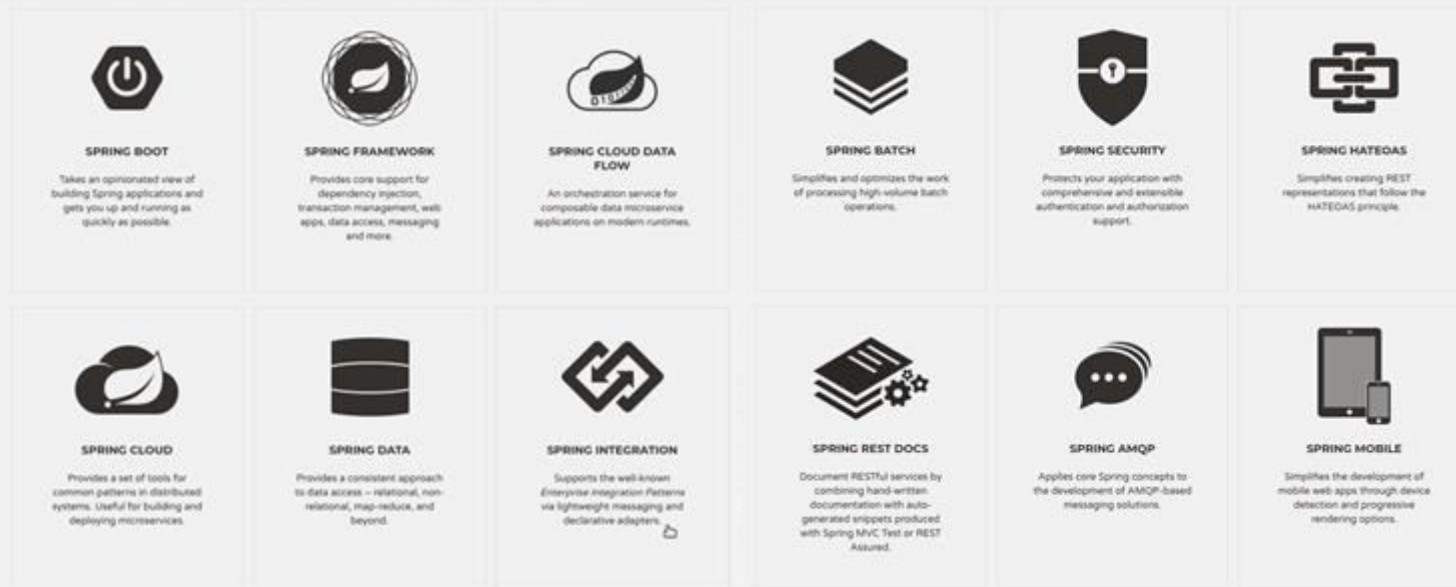 SPRING BOOT
Takes an opinionated view of
building Spring applications and
gets you up and running as
quickly as possible.
SPRING FRAMEWORK
Provides core support for
dependency injection,
transaction management, web
apps, data access, messaging
and more.
SPRING CLOUD DATA
FLOW
An orchestration service for
composable data microservice
applications on modern runtimes.
SPRING BATCH
Simplifies and optimizes the work
of processing high-volume batch
operations.
SPRING SECURITY
Protects your application with
comprehensive and extensible
authentication and authorization
support.
SPRING HATEOAS
Simplifies creating REST
representations that follow the
HATEOAS principle.
SPRING CLOUD
Provides a set of tools for
common patterns in distributed
systems. Useful for building and
deploying microservices.
SPRING DATA
Provides a consistent approach
to data access – relational, non-
relational, map-reduce, and
beyond.
SPRING INTEGRATION
Supports the well-known
Enterprise Integration Patterns
via lightweight messaging and
declarative adapters.
SPRING REST DOCS
Document RESTful services by
combining hand-written
documentation with auto-
generated snippets produced
with Spring MVC Test or REST
Assured.
SPRING AMQP
Applies core Spring concepts to
the development of AMQP-based
messaging solutions.
SPRING MOBILE
Simplifies the development of
mobile web apps through device
detection and progressive
rendering options.